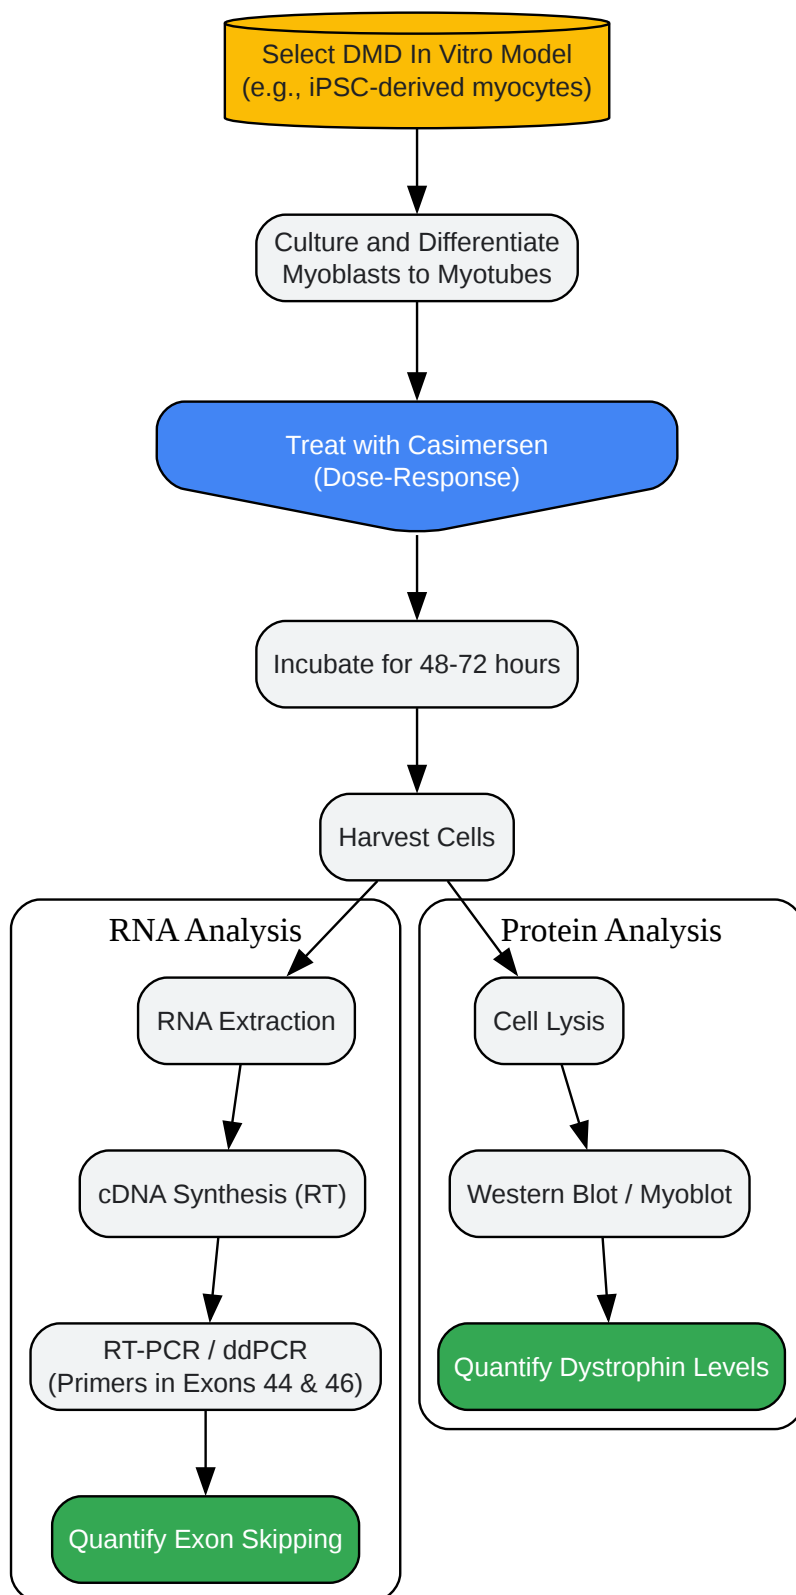 Select DMD In Vitro Model
(e.g., iPSC-derived myocytes)
Culture and Differentiate
Myoblasts to Myotubes
Treat with Casimersen
(Dose-Response)
Incubate for 48-72 hours
Harvest Cells
RNA Analysis
RNA Extraction
cDNA Synthesis (RT)
RT-PCR / ddPCR
(Primers in Exons 44 & 46)
Quantify Exon Skipping
Protein Analysis
Cell Lysis
Western Blot / Myoblot
Quantify Dystrophin Levels